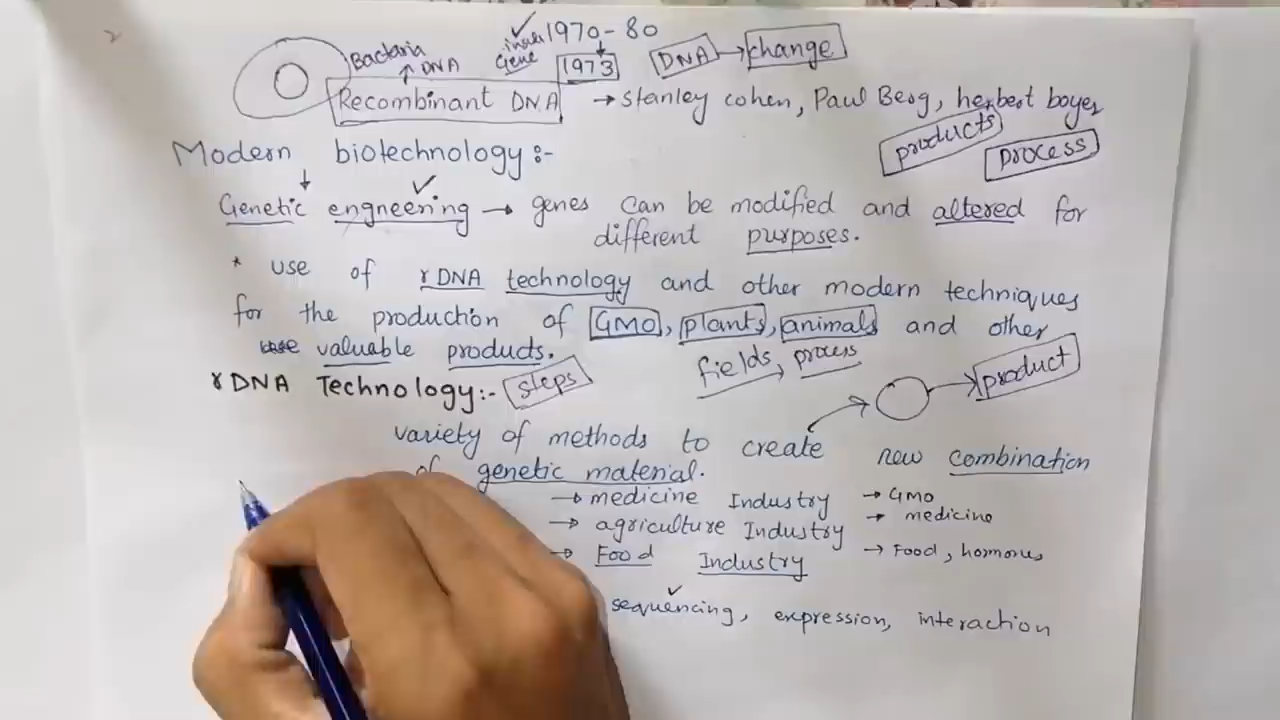 1970-80
Bacteria
DNA
Gene
1973
DNA → change
Recombinant DNA → Stanley cohen, Paul Berg, herbert boyer
products
process
Modern biotechnology:-
Genetic engneering → genes can be modified and altered for
different purposes.
* use of rDNA technology and other modern techniques
for the production of GMO, plants, animals and other
valuable products.
fields, process
product
rDNA Technology:- steps
variety of methods to create new combination
of genetic material.
→ medicine Industry → GMO
→ agriculture Industry → medicine
→ Food Industry → Food, hormones
sequencing, expression, interaction